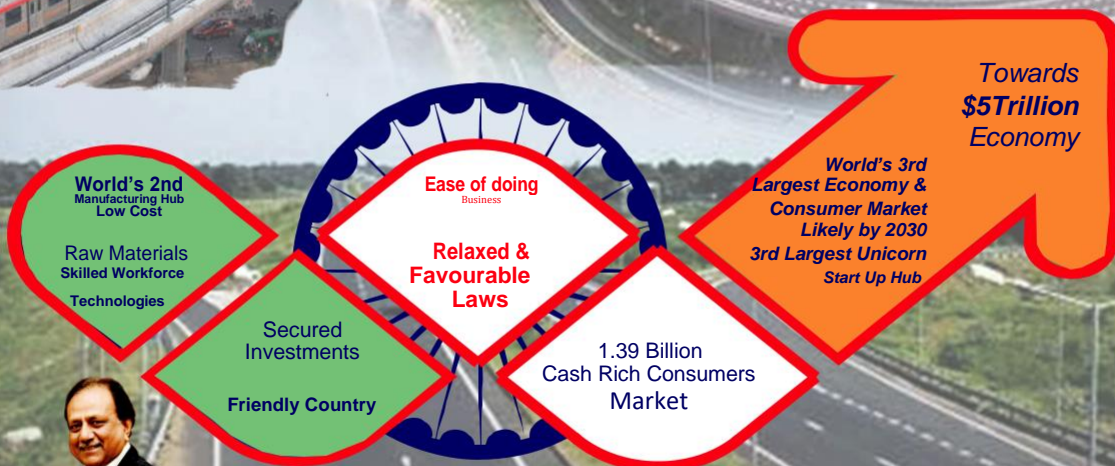 World's 2nd
Manufacturing Hub
Low Cost
Raw Materials
Skilled Workforce
Technologies
Secured
Investments
Friendly Country
Ease of doing
Business
Relaxed &
Favourable
Laws
1.39 Billion
Cash Rich Consumers
Market
Towards
$5Trillion
Economy
World's 3rd
Largest Economy &
Consumer Market
Likely by 2030
3rd Largest Unicorn
Start Up Hub